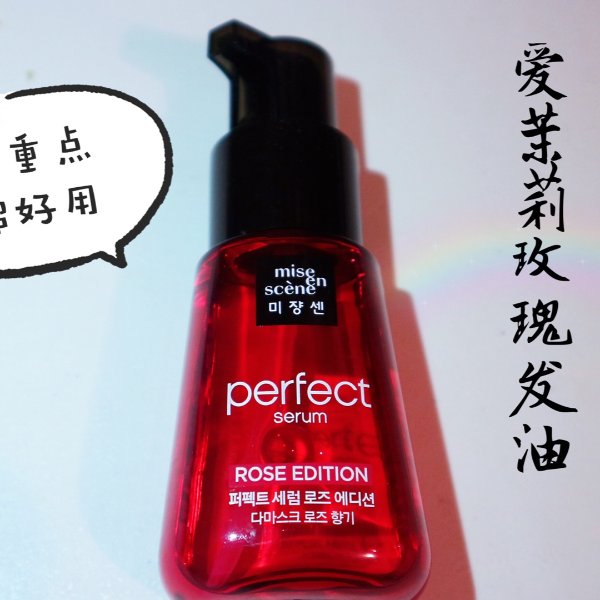 重点
好用
爱茉莉玫瑰发油
mise
en
scène
미쟝센
perfect
serum
ROSE EDITION
퍼펙트 세럼 로즈 에디션
다마스크 로즈 향기